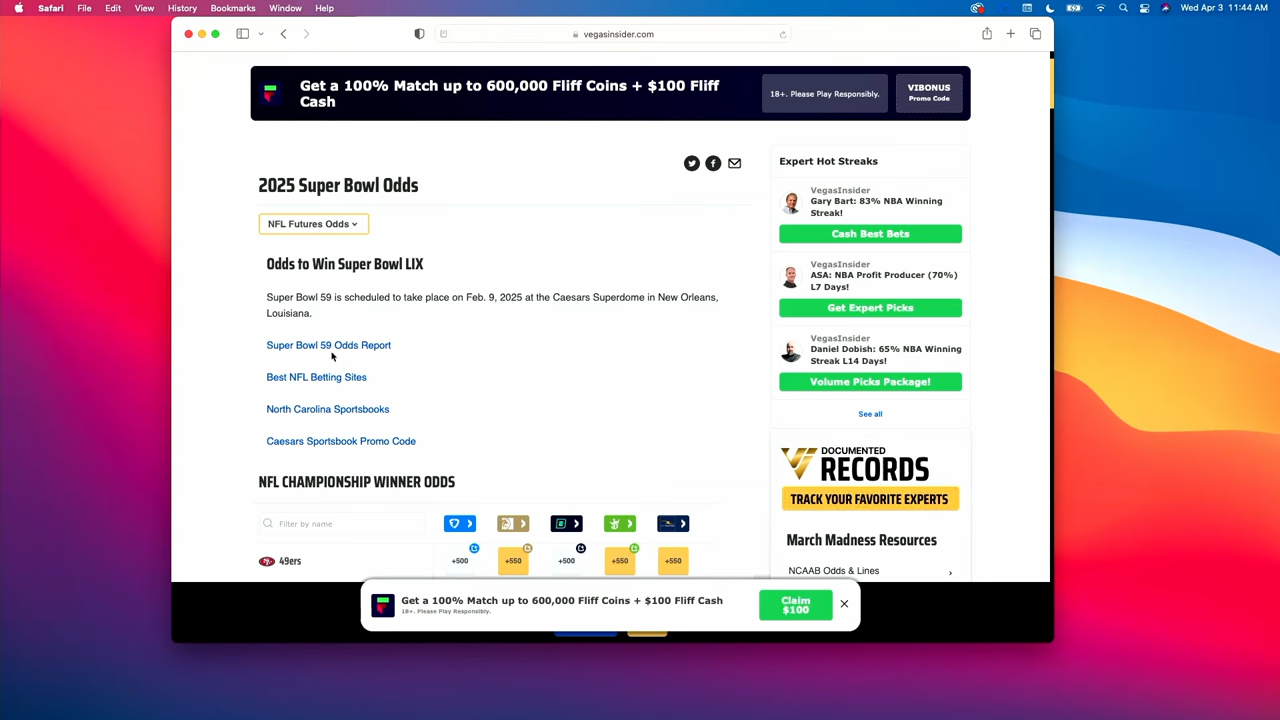 Safari File Edit View History Bookmarks Window Help
Wed Apr 3 11:44 AM
vegasinsider.com
Get a 100% Match up to 600,000 Fliff Coins + $100 Fliff
Cash
18+. Please Play Responsibly.
VIBONUS
Promo Code
2025 Super Bowl Odds
NFL Futures Odds
Odds to Win Super Bowl LIX
Super Bowl 59 is scheduled to take place on Feb. 9, 2025 at the Caesars Superdome in New Orleans,
Louisiana.
Super Bowl 59 Odds Report
Best NFL Betting Sites
North Carolina Sportsbooks
Caesars Sportsbook Promo Code
NFL CHAMPIONSHIP WINNER ODDS
Filter by name
49ers +500 +550 +500 +550 +550
Expert Hot Streaks
VegasInsider
Gary Bart: 83% NBA Winning
Streak!
Cash Best Bets
VegasInsider
ASA: NBA Profit Producer (70%)
L7 Days!
Get Expert Picks
VegasInsider
Daniel Dobish: 65% NBA Winning
Streak L14 Days!
Volume Picks Package!
See all
DOCUMENTED
RECORDS
TRACK YOUR FAVORITE EXPERTS
March Madness Resources
NCAAB Odds & Lines
Get a 100% Match up to 600,000 Fliff Coins + $100 Fliff Cash
18+. Please Play Responsibly.
Claim
$100